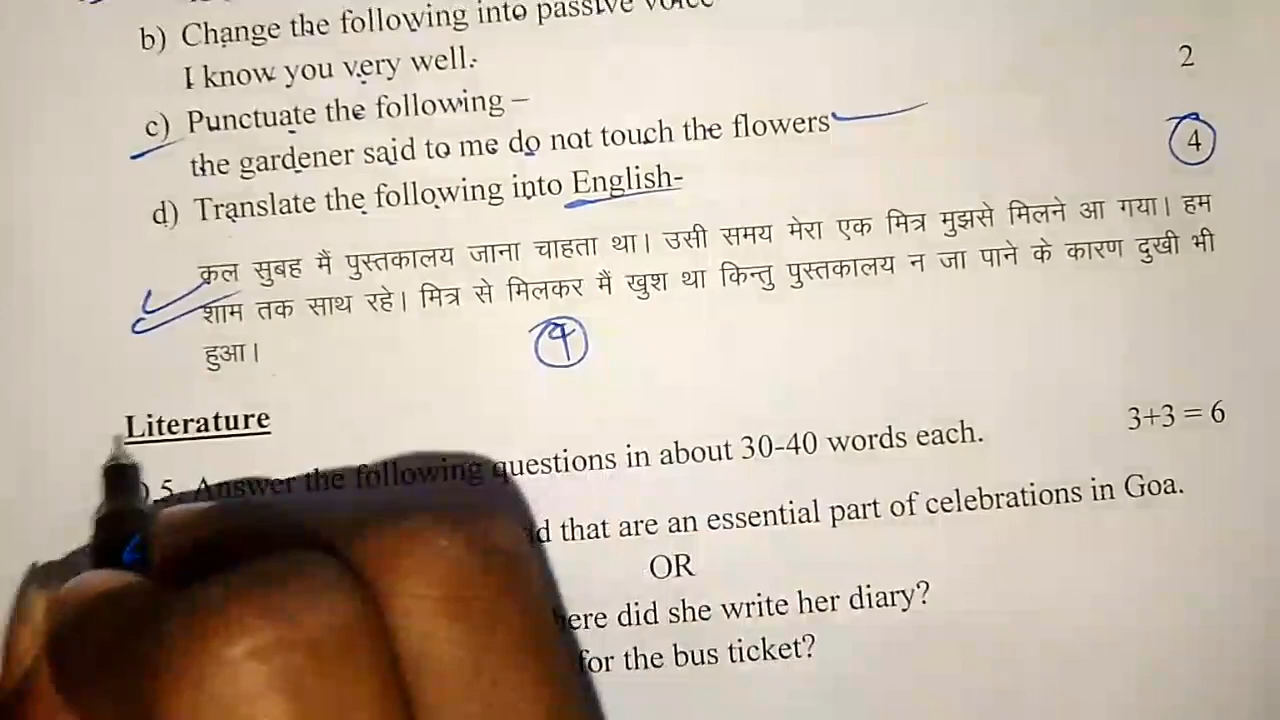 b) Change the following into passive voice
I know you very well.
2
c) Punctuate the following –
the gardener said to me do not touch the flowers
4
d) Translate the following into English-
कल सुबह मैं पुस्तकालय जाना चाहता था। उसी समय मेरा एक मित्र मुझसे मिलने आ गया। हम
शाम तक साथ रहे। मित्र से मिलकर मैं खुश था किन्तु पुस्तकालय न जा पाने के कारण दुखी भी
हुआ।
4
Literature
5. Answer the following questions in about 30-40 words each.
3+3 = 6
that are an essential part of celebrations in Goa.
OR
did she write her diary?
for the bus ticket?